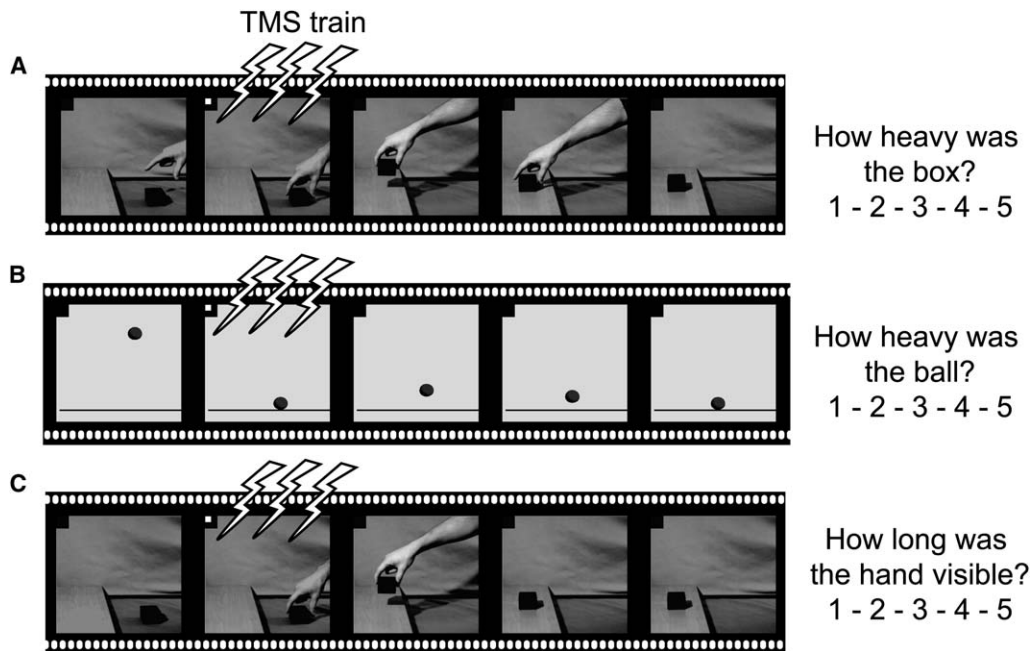 TMS train
A
How heavy was
the box?
1 - 2 - 3 - 4 - 5
B
How heavy was
the ball?
1 - 2 - 3 - 4 - 5
C
How long was
the hand visible?
1 - 2 - 3 - 4 - 5